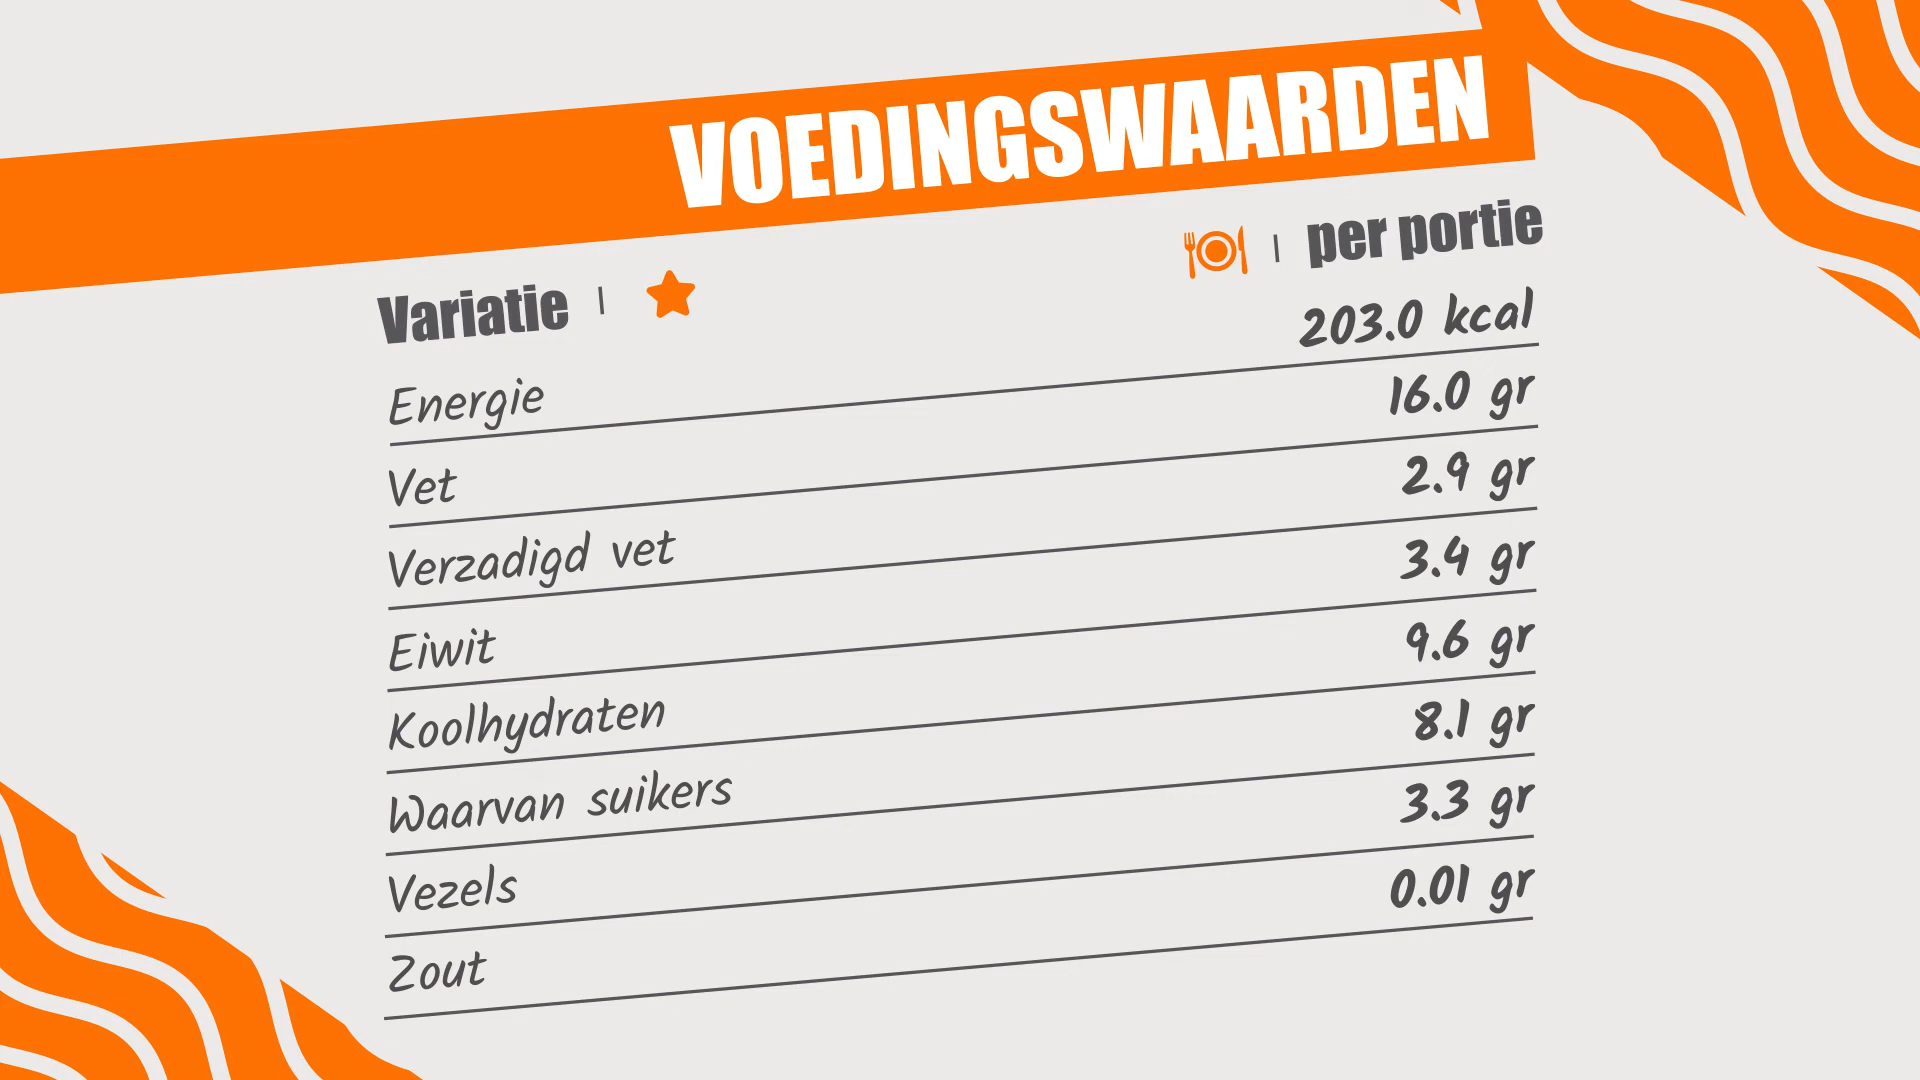 VOEDINGSWAARDEN
Variatie | per portie
Energie 203.0 kcal
Vet 16.0 gr
Verzadigd vet 2.9 gr
Eiwit 3.4 gr
Koolhydraten 9.6 gr
Waarvan suikers 8.1 gr
Vezels 3.3 gr
Zout 0.01 gr